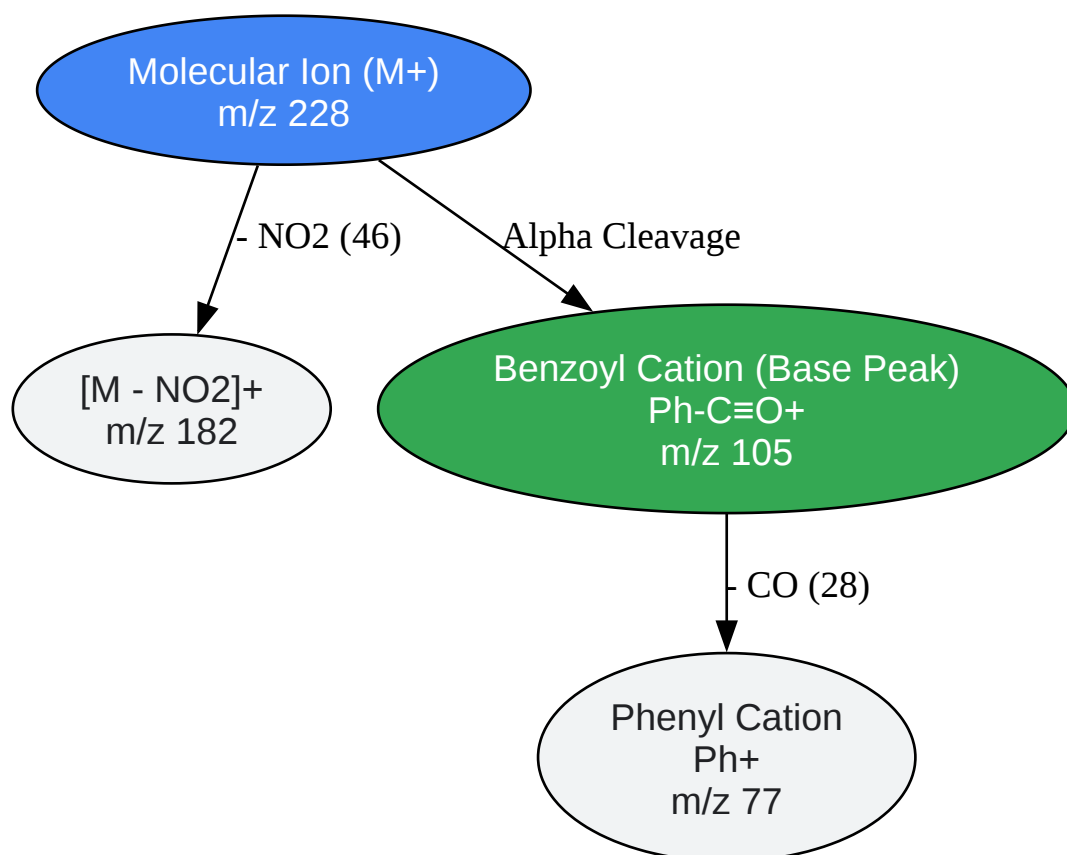 Molecular Ion (M+)
m/z 228
- NO2 (46)
Alpha Cleavage
[M - NO2]+
m/z 182
Benzoyl Cation (Base Peak)
Ph-C≡O+
m/z 105
- CO (28)
Phenyl Cation
Ph+
m/z 77